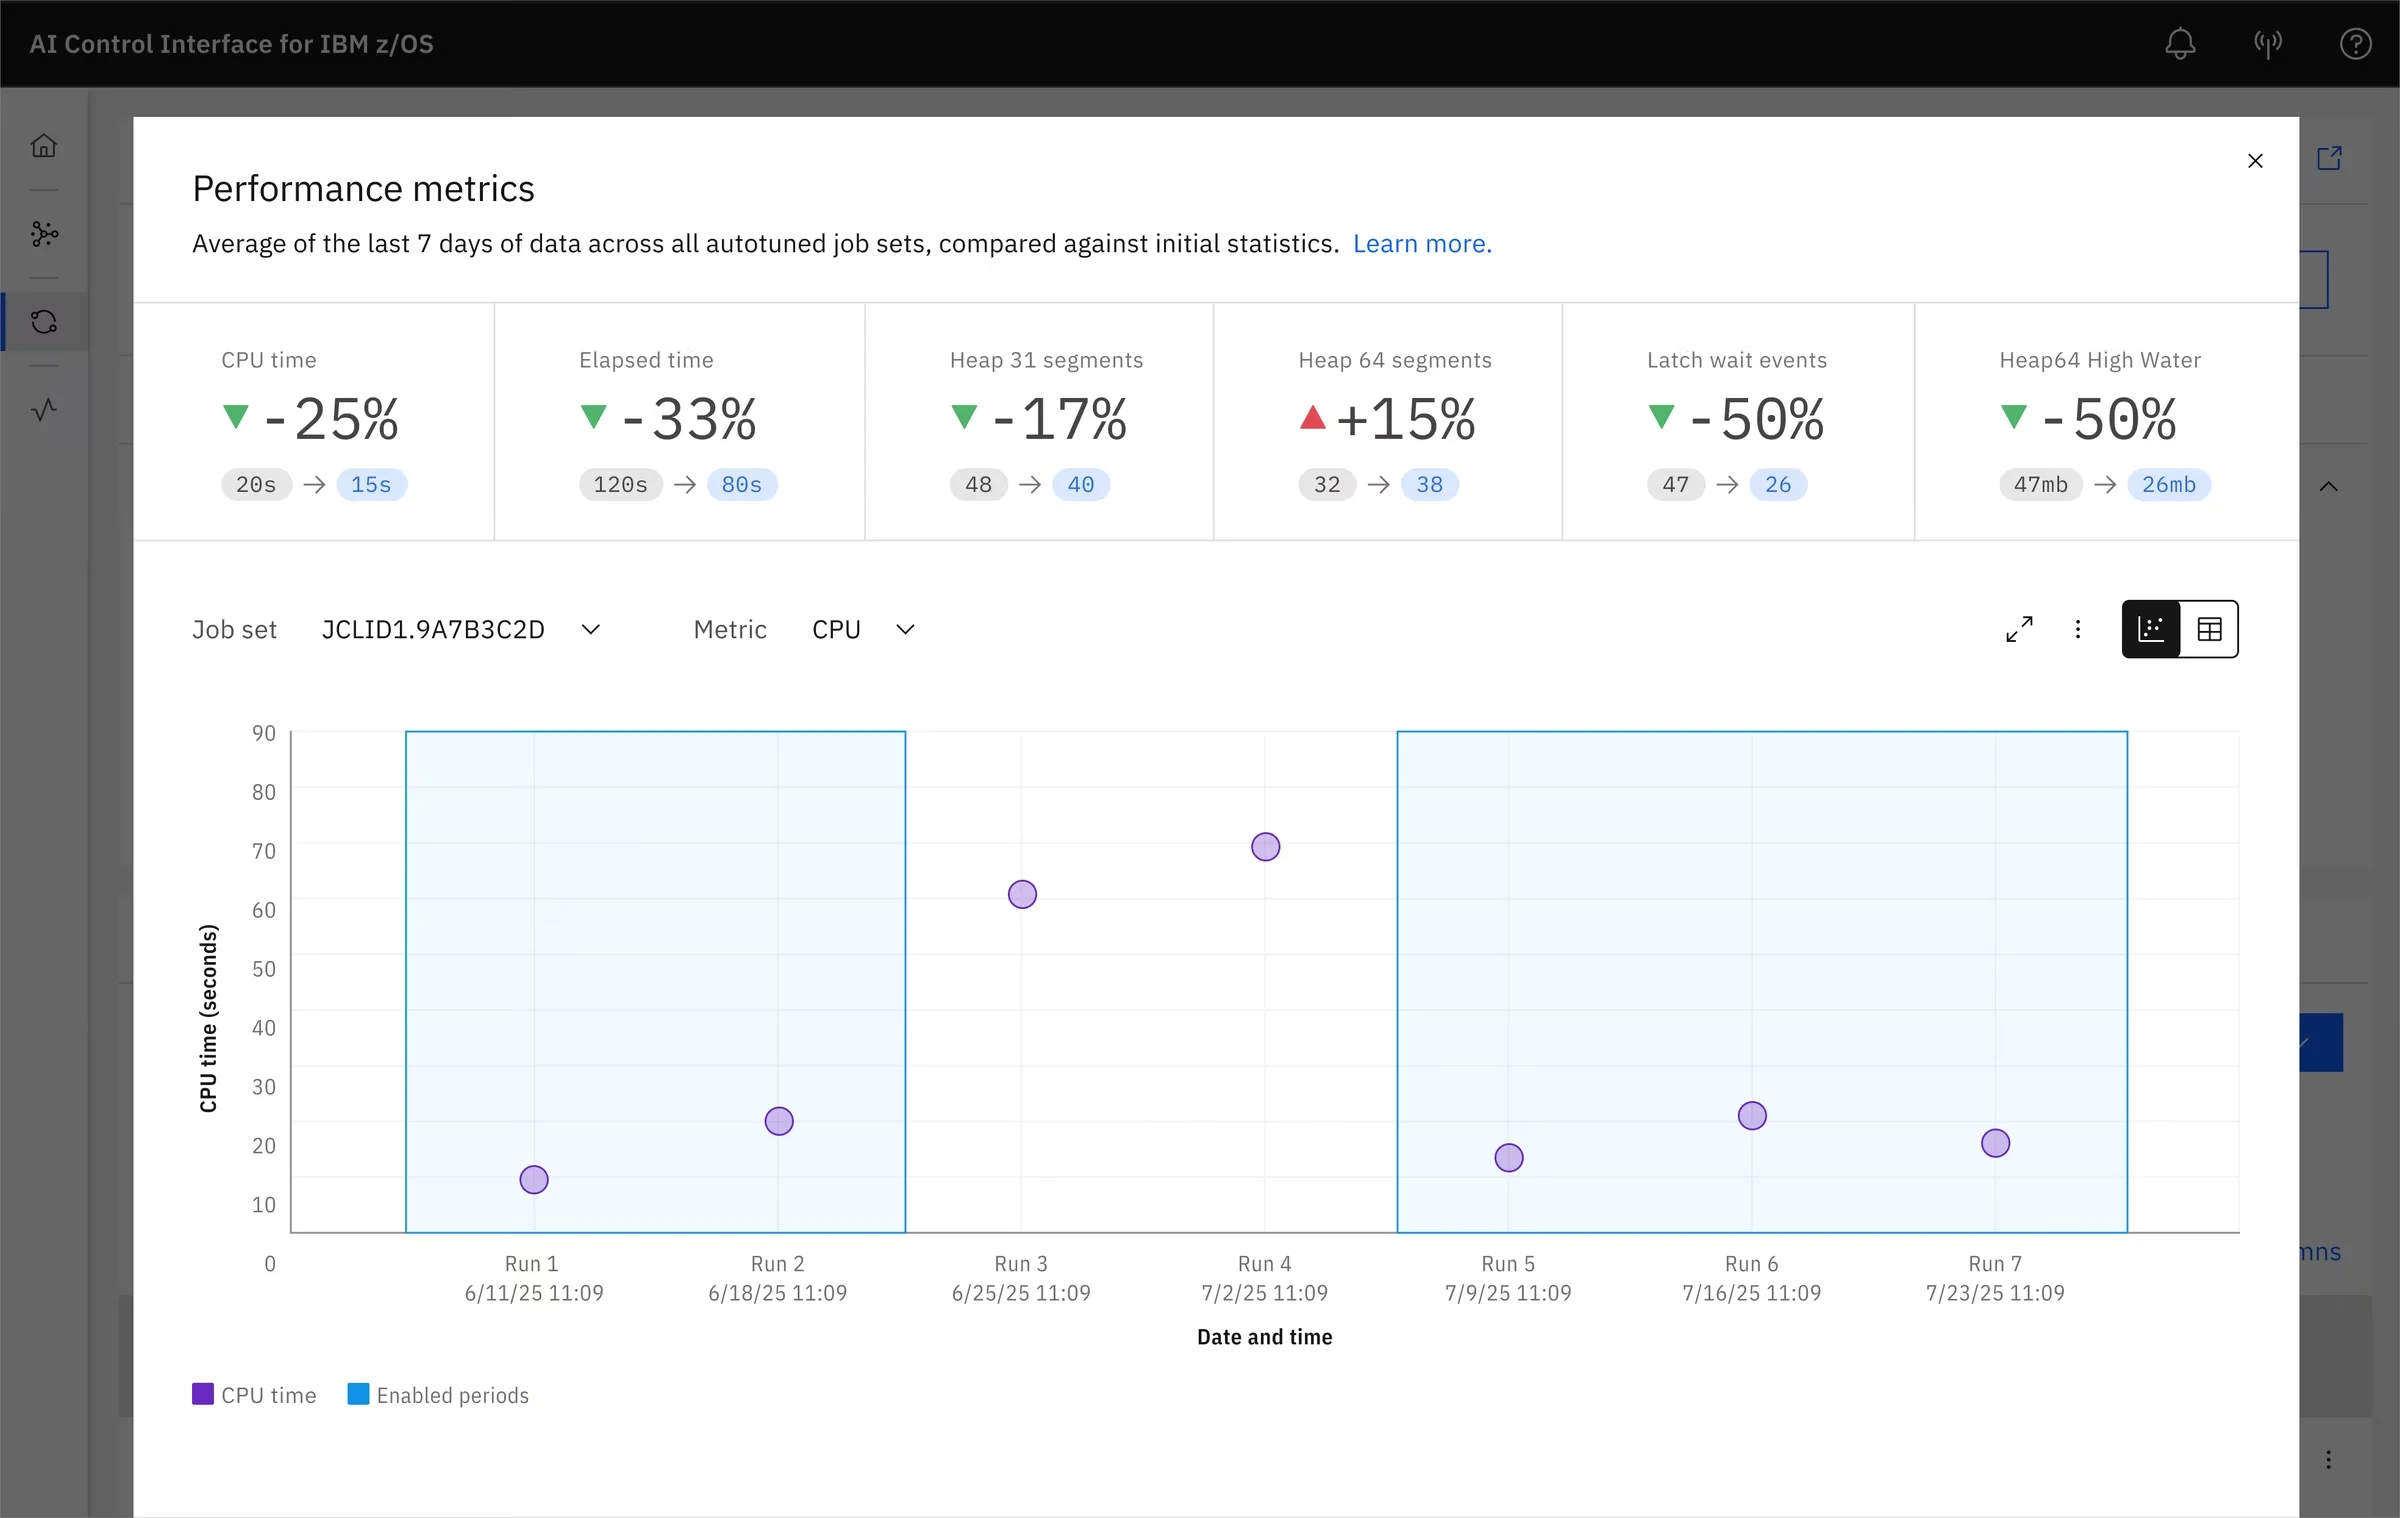 AI Control Interface for IBM z/OS
Performance metrics
Average of the last 7 days of data across all autotuned job sets, compared against initial statistics. Learn more.
CPU time
-25%
20s → 15s
Elapsed time
-33%
120s → 80s
Heap 31 segments
-17%
48 → 40
Heap 64 segments
+15%
32 → 38
Latch wait events
-50%
47 → 26
Heap64 High Water
-50%
47mb → 26mb
Job set JCLID1.9A7B3C2D Metric CPU
90
80
70
60
50
40
30
20
10
0
CPU time (seconds)
Run 1
6/11/25 11:09
Run 2
6/18/25 11:09
Run 3
6/25/25 11:09
Run 4
7/2/25 11:09
Run 5
7/9/25 11:09
Run 6
7/16/25 11:09
Run 7
7/23/25 11:09
Date and time
CPU time
Enabled periods